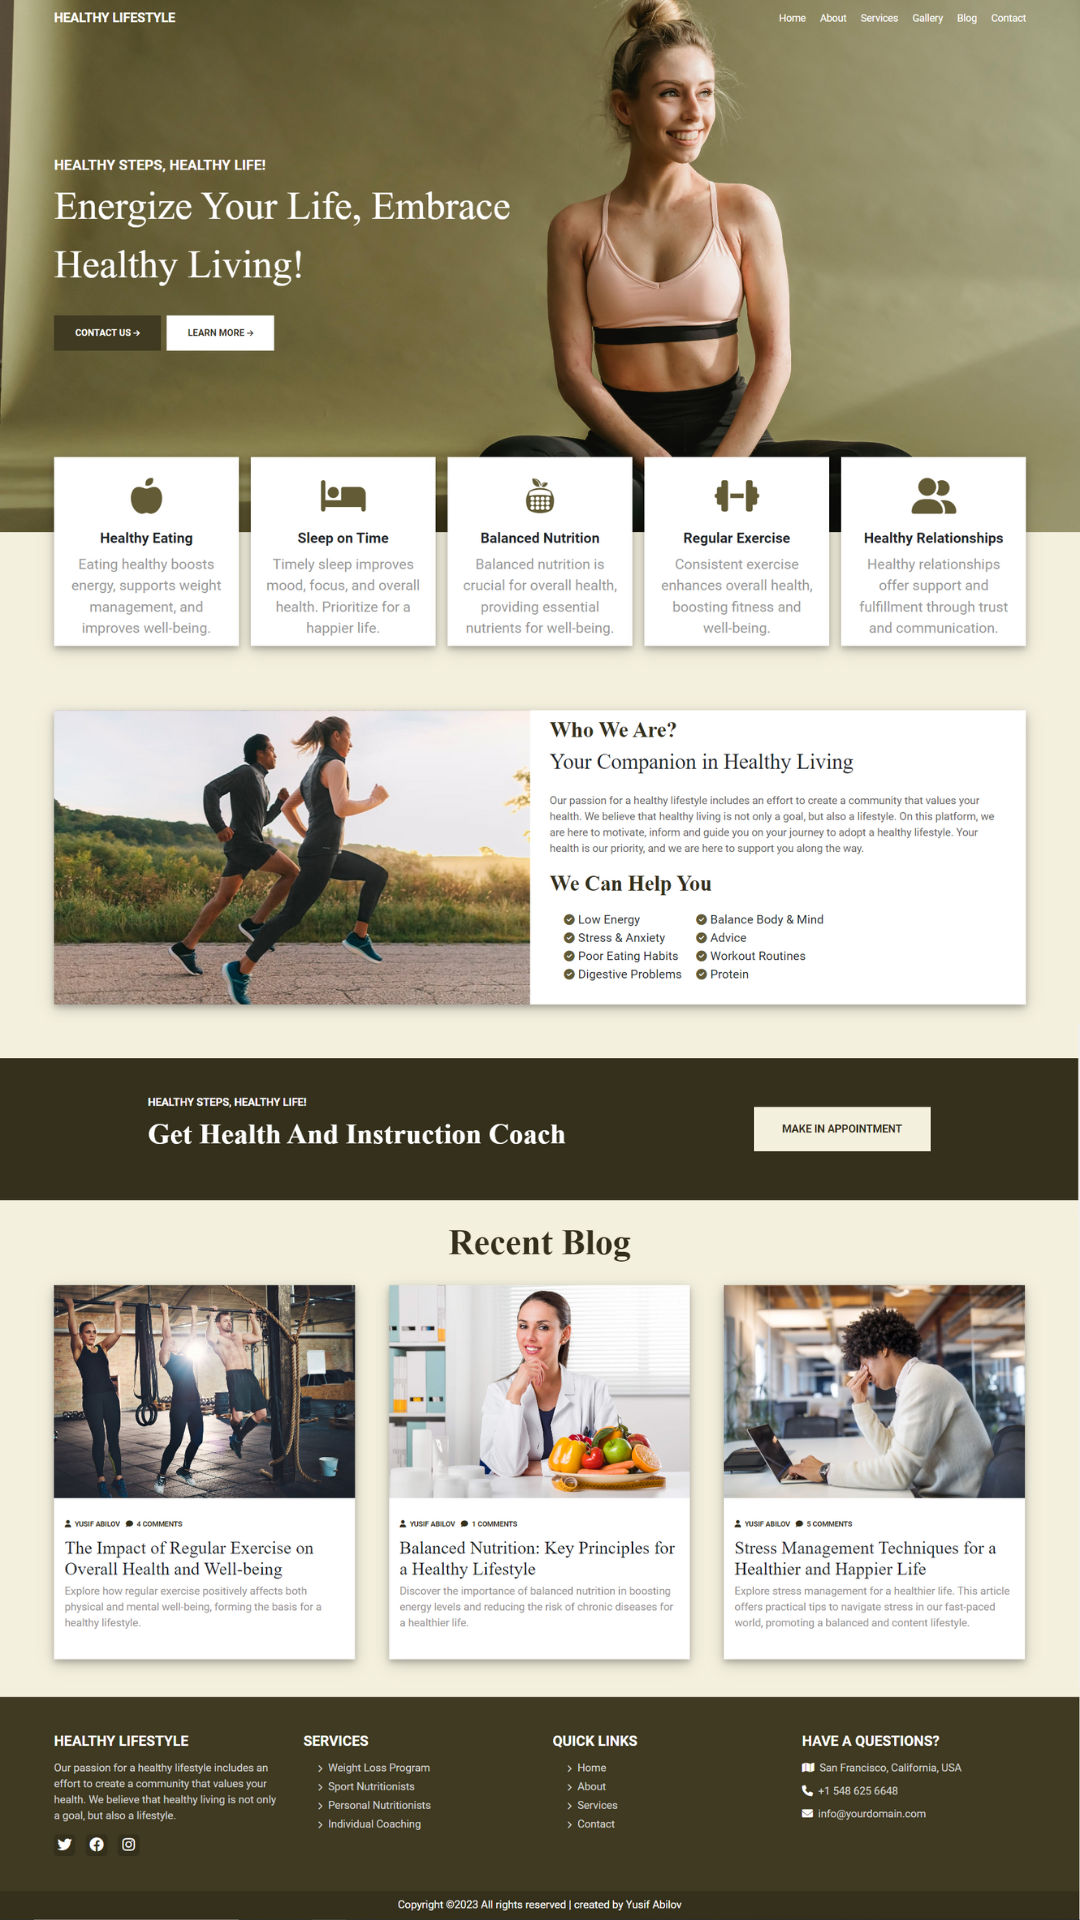 HEALTHY LIFESTYLE
Home About Services Gallery Blog Contact
HEALTHY STEPS, HEALTHY LIFE!
Energize Your Life, Embrace
Healthy Living!
CONTACT US →
LEARN MORE →
Healthy Eating
Eating healthy boosts
energy, supports weight
management, and
improves well-being.
Sleep on Time
Timely sleep improves
mood, focus, and overall
health. Prioritize for a
happier life.
Balanced Nutrition
Balanced nutrition is
crucial for overall health,
providing essential
nutrients for well-being.
Regular Exercise
Consistent exercise
enhances overall health,
boosting fitness and
well-being.
Healthy Relationships
Healthy relationships
offer support and
fulfillment through trust
and communication.
Who We Are?
Your Companion in Healthy Living
Our passion for a healthy lifestyle includes an effort to create a community that values your
health. We believe that healthy living is not only a goal, but also a lifestyle. On this platform, we
are here to motivate, inform and guide you on your journey to adopt a healthy lifestyle. Your
health is our priority, and we are here to support you along the way.
We Can Help You
Low Energy
Stress & Anxiety
Poor Eating Habits
Digestive Problems
Balance Body & Mind
Advice
Workout Routines
Protein
HEALTHY STEPS, HEALTHY LIFE!
Get Health And Instruction Coach
MAKE IN APPOINTMENT
Recent Blog
YUSIF ABILOV 4 COMMENTS
The Impact of Regular Exercise on
Overall Health and Well-being
Explore how regular exercise positively affects both
physical and mental well-being, forming the basis for a
healthy lifestyle.
YUSIF ABILOV 1 COMMENTS
Balanced Nutrition: Key Principles for
a Healthy Lifestyle
Discover the importance of balanced nutrition in boosting
energy levels and reducing the risk of chronic diseases for
a healthier life.
YUSIF ABILOV 5 COMMENTS
Stress Management Techniques for a
Healthier and Happier Life
Explore stress management for a healthier life. This article
offers practical tips to navigate stress in our fast-paced
world, promoting a balanced and content lifestyle.
HEALTHY LIFESTYLE
Our passion for a healthy lifestyle includes an
effort to create a community that values your
health. We believe that healthy living is not only
a goal, but also a lifestyle.
SERVICES
Weight Loss Program
Sport Nutritionists
Personal Nutritionists
Individual Coaching
QUICK LINKS
Home
About
Services
Contact
HAVE A QUESTIONS?
San Francisco, California, USA
+1 548 625 6648
info@yourdomain.com
Copyright ©2023 All rights reserved | created by Yusif Abilov